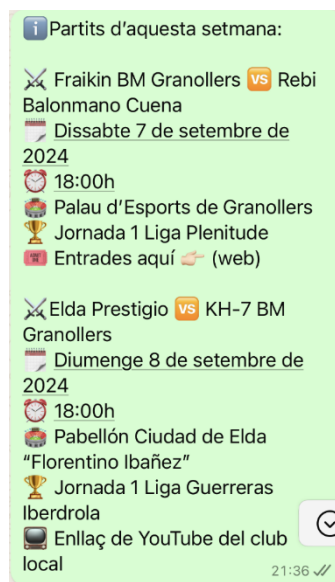 ℹ️Partits d’aquesta setmana:
⚔️ Fraikin BM Granollers 🆚 Rebi
Balonmano Cuena
🗓️ Dissabte 7 de setembre de
2024
⏰ 18:00h
🏟️ Palau d’Esports de Granollers
🏆 Jornada 1 Liga Plenitude
🎟️ Entrades aquí 👉🏻 (web)
⚔️Elda Prestigio 🆚 KH-7 BM
Granollers
🗓️ Diumenge 8 de setembre de
2024
⏰ 18:00h
🏟️ Pabellón Ciudad de Elda
“Florentino Ibañez”
🏆 Jornada 1 Liga Guerreras
Iberdrola
📺 Enllaç de YouTube del club
local
21:36